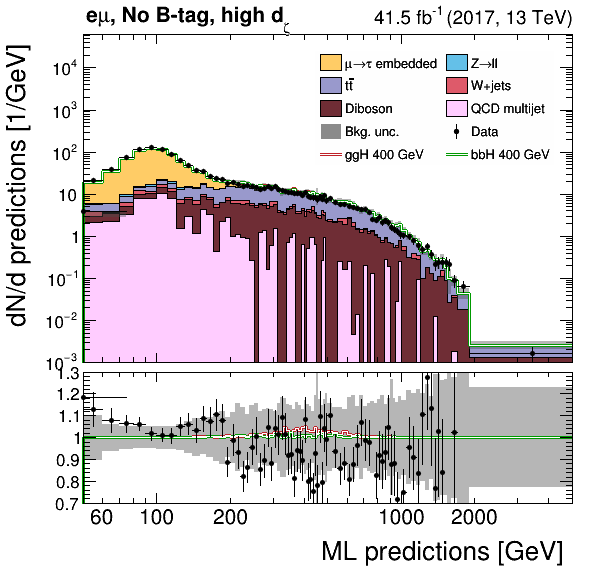 eμ, No B-tag, high dζ
41.5 fb⁻¹ (2017, 13 TeV)
dN/d predictions [1/GeV]
10⁴
10³
10²
10
1
10⁻¹
10⁻²
10⁻³
μ→τ embedded
Z→ll
tt̄
W+jets
Diboson
QCD multijet
Bkg. unc.
Data
ggH 400 GeV
bbH 400 GeV
1.3
1.2
1.1
1
0.9
0.8
0.7
60 100 200 1000 2000
ML predictions [GeV]